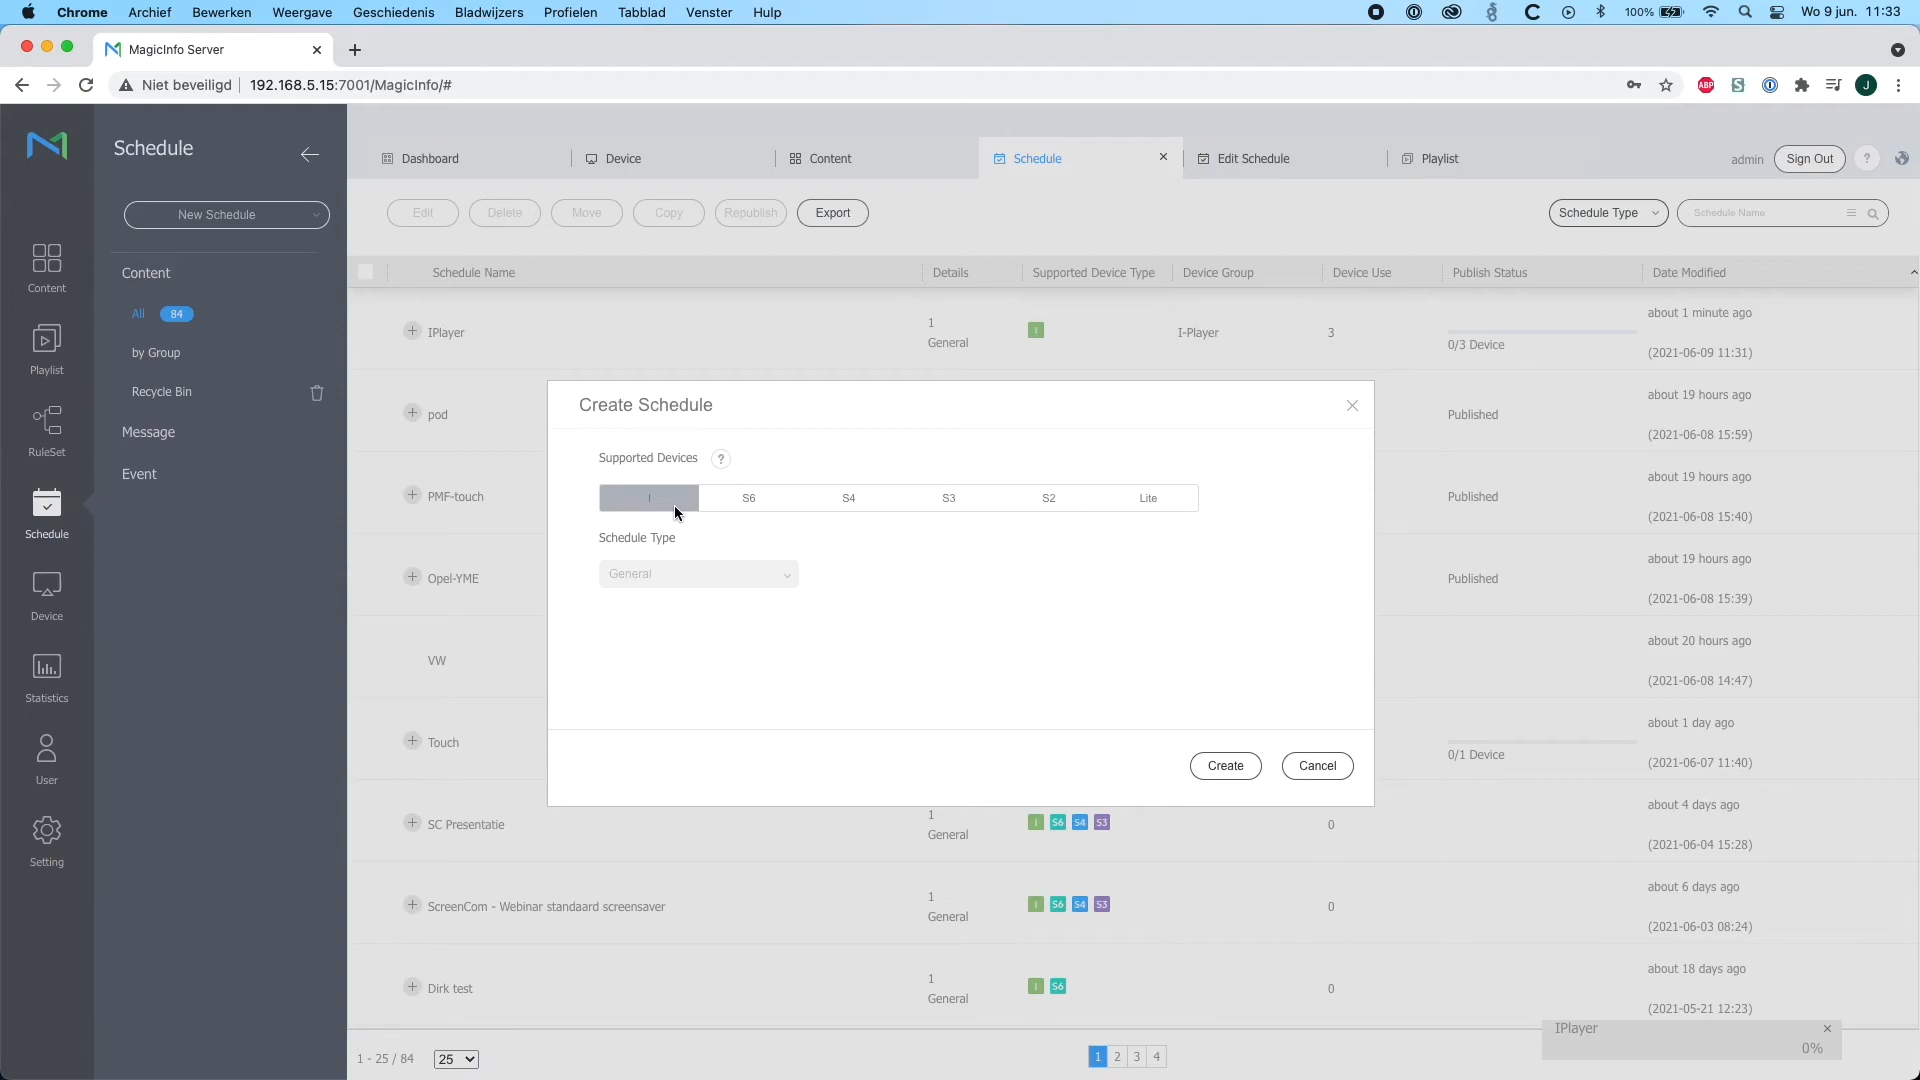 Chrome Archief Bewerken Weergave Geschiedenis Bladwijzers Profielen Tabblad Venster Hulp 100% Wo 9 jun. 11:33
MagicInfo Server
Niet beveiligd 192.168.5.15:7001/MagicInfo/#
ABP J
Schedule
Dashboard Device Content Schedule Edit Schedule Playlist admin Sign Out ?
New Schedule
Edit Delete Move Copy Republish Export Schedule Type Schedule Name
Schedule Name Details Supported Device Type Device Group Device Use Publish Status Date Modified
Content
All 84
by Group
Recycle Bin
Message
Event
Content
Playlist
RuleSet
Schedule
Device
Statistics
User
Setting
IPlayer 1 General I I-Player 3 0/3 Device about 1 minute ago
(2021-06-09 11:31)
pod Published about 19 hours ago
(2021-06-08 15:59)
PMF-touch Published about 19 hours ago
(2021-06-08 15:40)
Opel-YME Published about 19 hours ago
(2021-06-08 15:39)
VW about 20 hours ago
(2021-06-08 14:47)
Touch 0/1 Device about 1 day ago
(2021-06-07 11:40)
SC Presentatie 1 General I S6 S4 S3 0 about 4 days ago
(2021-06-04 15:28)
ScreenCom - Webinar standaard screensaver 1 General I S6 S4 S3 0 about 6 days ago
(2021-06-03 08:24)
Dirk test 1 General I S6 0 about 18 days ago
(2021-05-21 12:23)
Create Schedule
Supported Devices ?
I S6 S4 S3 S2 Lite
Schedule Type
General
Create Cancel
IPlayer
0%
1 - 25 / 84 25 1 2 3 4